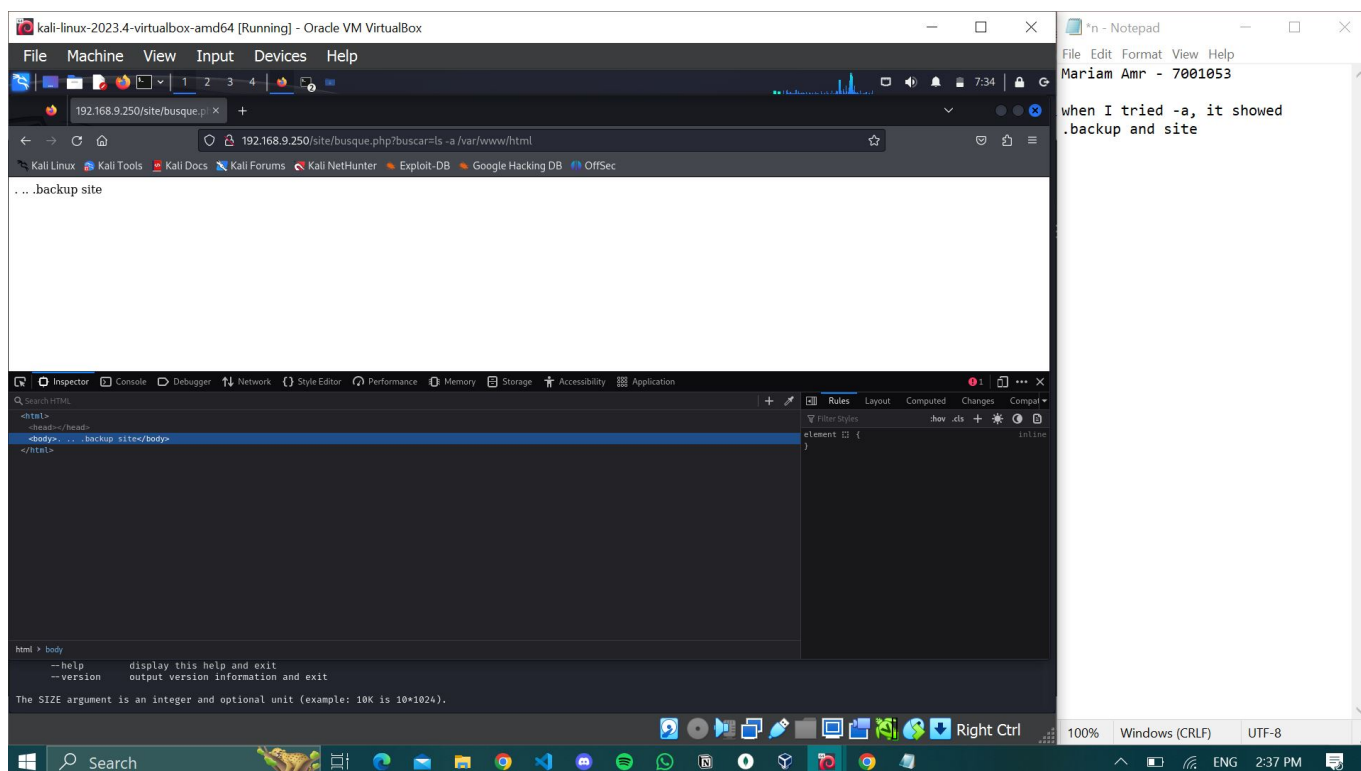 kali-linux-2023.4-virtualbox-amd64 [Running] - Oracle VM VirtualBox
File Machine View Input Devices Help
1 2 3 4
7:34
192.168.9.250/site/busque.p
192.168.9.250/site/busque.php?buscar=ls -a /var/www/html
Kali Linux Kali Tools Kali Docs Kali Forums Kali NetHunter Exploit-DB Google Hacking DB OffSec
. .. .backup site
Inspector Console Debugger Network {} Style Editor Performance Memory Storage Accessibility Application
1
Search HTML
Rules Layout Computed Changes Compat
<html>
Filter Styles :hov .cls
<head></head>
<body>. .. .backup site</body>
element { inline
</html>
}
html > body
--help display this help and exit
--version output version information and exit
The SIZE argument is an integer and optional unit (example: 10K is 10*1024).
Right Ctrl
*n - Notepad
File Edit Format View Help
Mariam Amr - 7001053
when I tried -a, it showed
.backup and site
100% Windows (CRLF) UTF-8
Search
ENG 2:37 PM